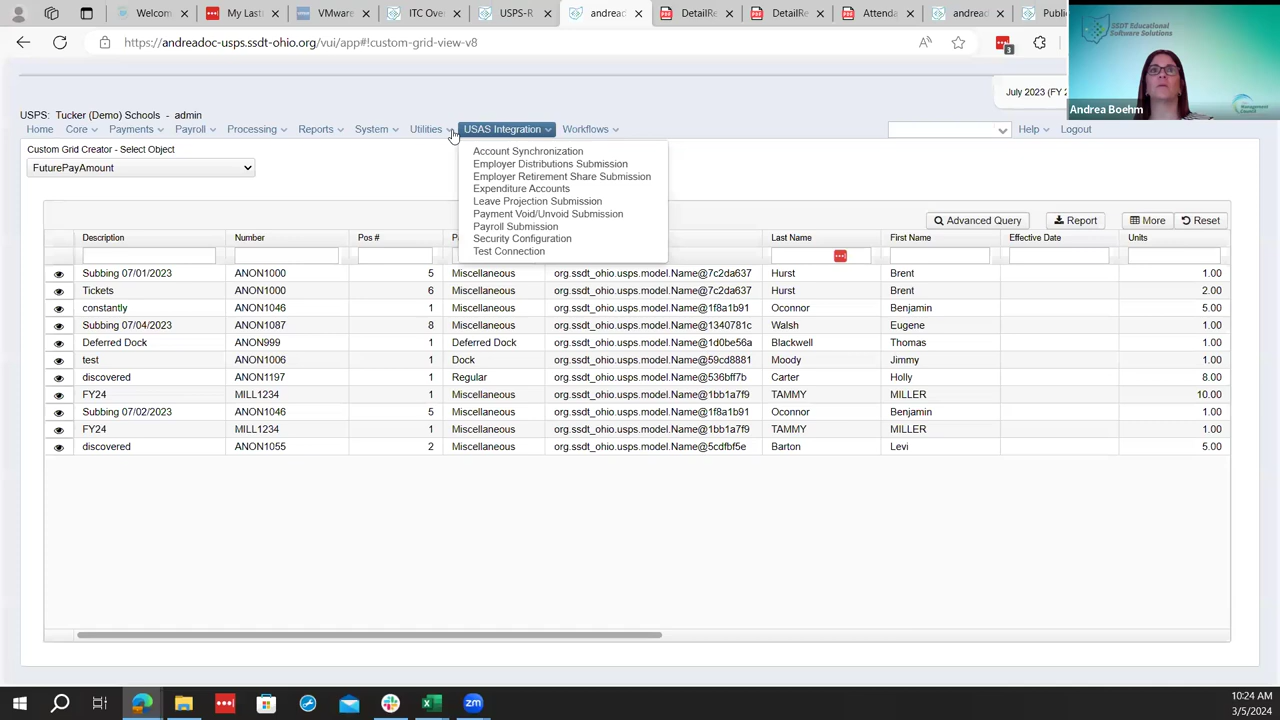 Welcom
My Last
VMware
ITC Ove
USPS-R
andrea
DetailRe
DetailRe
Attenda
andrea
Public
https://andreadoc-usps.ssdt-ohio.org/vui/app#!custom-grid-view-v8
3
SSDT Educational
Software Solutions
Management
Council
Andrea Boehm
July 2023 (FY 2
USPS: Tucker (Demo) Schools - admin
Home Core Payments Payroll Processing Reports System Utilities USAS Integration Workflows Help Logout
Custom Grid Creator - Select Object
FuturePayAmount
Account Synchronization
Employer Distributions Submission
Employer Retirement Share Submission
Expenditure Accounts
Leave Projection Submission
Payment Void/Unvoid Submission
Payroll Submission
Security Configuration
Test Connection
Advanced Query Report More Reset
Description Number Pos # Last Name First Name Effective Date Units
Subbing 07/01/2023 ANON1000 5 Miscellaneous org.ssdt_ohio.usps.model.Name@7c2da637 Hurst Brent 1.00
Tickets ANON1000 6 Miscellaneous org.ssdt_ohio.usps.model.Name@7c2da637 Hurst Brent 2.00
constantly ANON1046 1 Miscellaneous org.ssdt_ohio.usps.model.Name@1f8a1b91 Oconnor Benjamin 5.00
Subbing 07/04/2023 ANON1087 8 Miscellaneous org.ssdt_ohio.usps.model.Name@1340781c Walsh Eugene 1.00
Deferred Dock ANON999 1 Deferred Dock org.ssdt_ohio.usps.model.Name@1d0be56a Blackwell Thomas 1.00
test ANON1006 1 Dock org.ssdt_ohio.usps.model.Name@59cd8881 Moody Jimmy 1.00
discovered ANON1197 1 Regular org.ssdt_ohio.usps.model.Name@536bff7b Carter Holly 8.00
FY24 MILL1234 1 Miscellaneous org.ssdt_ohio.usps.model.Name@1bb1a7f9 TAMMY MILLER 10.00
Subbing 07/02/2023 ANON1046 5 Miscellaneous org.ssdt_ohio.usps.model.Name@1f8a1b91 Oconnor Benjamin 1.00
FY24 MILL1234 1 Miscellaneous org.ssdt_ohio.usps.model.Name@1bb1a7f9 TAMMY MILLER 1.00
discovered ANON1055 2 Miscellaneous org.ssdt_ohio.usps.model.Name@5cdfbf5e Barton Levi 5.00
10:24 AM
3/5/2024